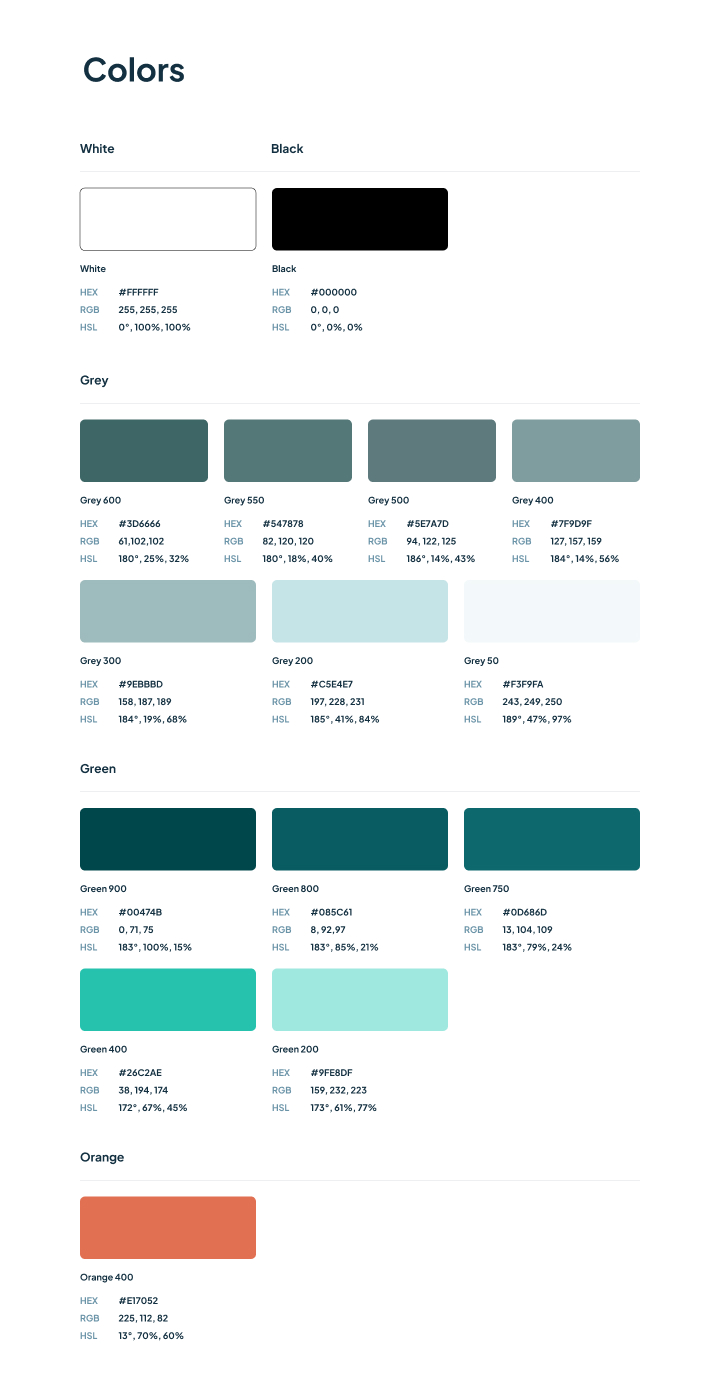 Colors
White Black
White Black
HEX #FFFFFF HEX #000000
RGB 255, 255, 255 RGB 0, 0, 0
HSL 0°, 100%, 100% HSL 0°, 0%, 0%
Grey
Grey 600 Grey 550 Grey 500 Grey 400
HEX #3D6666 HEX #547878 HEX #5E7A7D HEX #7F9D9F
RGB 61,102,102 RGB 82, 120, 120 RGB 94, 122, 125 RGB 127, 157, 159
HSL 180°, 25%, 32% HSL 180°, 18%, 40% HSL 186°, 14%, 43% HSL 184°, 14%, 56%
Grey 300 Grey 200 Grey 50
HEX #9EBBBD HEX #C5E4E7 HEX #F3F9FA
RGB 158, 187, 189 RGB 197, 228, 231 RGB 243, 249, 250
HSL 184°, 19%, 68% HSL 185°, 41%, 84% HSL 189°, 47%, 97%
Green
Green 900 Green 800 Green 750
HEX #00474B HEX #085C61 HEX #0D686D
RGB 0, 71, 75 RGB 8, 92,97 RGB 13, 104, 109
HSL 183°, 100%, 15% HSL 183°, 85%, 21% HSL 183°, 79%, 24%
Green 400 Green 200
HEX #26C2AE HEX #9FE8DF
RGB 38, 194, 174 RGB 159, 232, 223
HSL 172°, 67%, 45% HSL 173°, 61%, 77%
Orange
Orange 400
HEX #E17052
RGB 225, 112, 82
HSL 13°, 70%, 60%